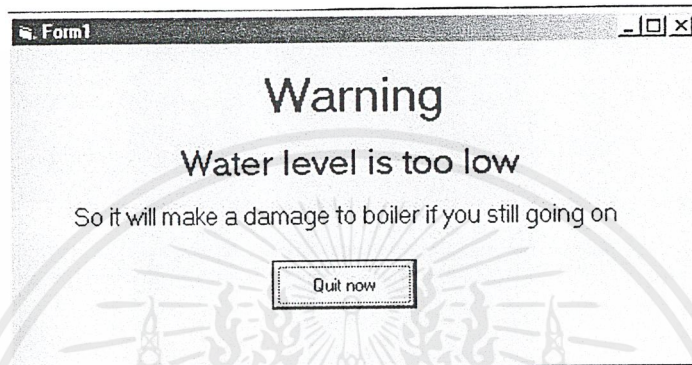 Form1
Warning
Water level is too low
So it will make a damage to boiler if you still going on
Quit now